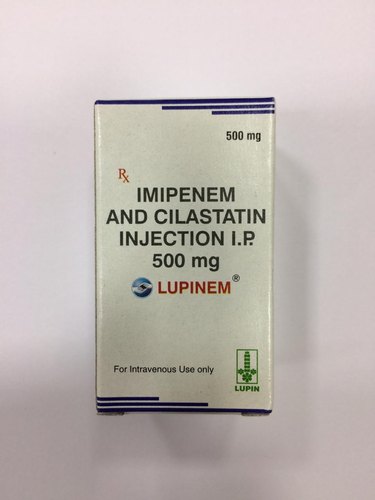 500 mg
Rx
IMIPENEM
AND CILASTATIN
INJECTION I.P.
500 mg
LUPINEM®
For Intravenous Use only
LUPIN